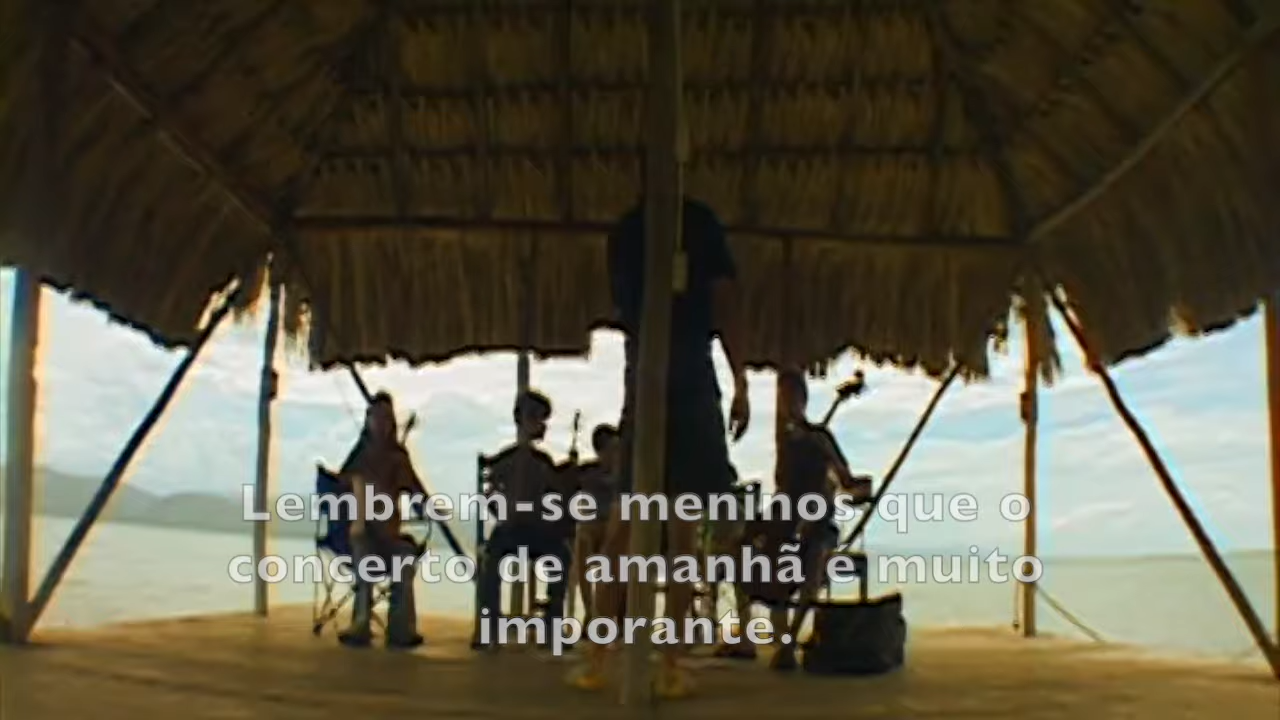 Lembrem-se meninos que o
concerto de amanhã é muito
imporante.